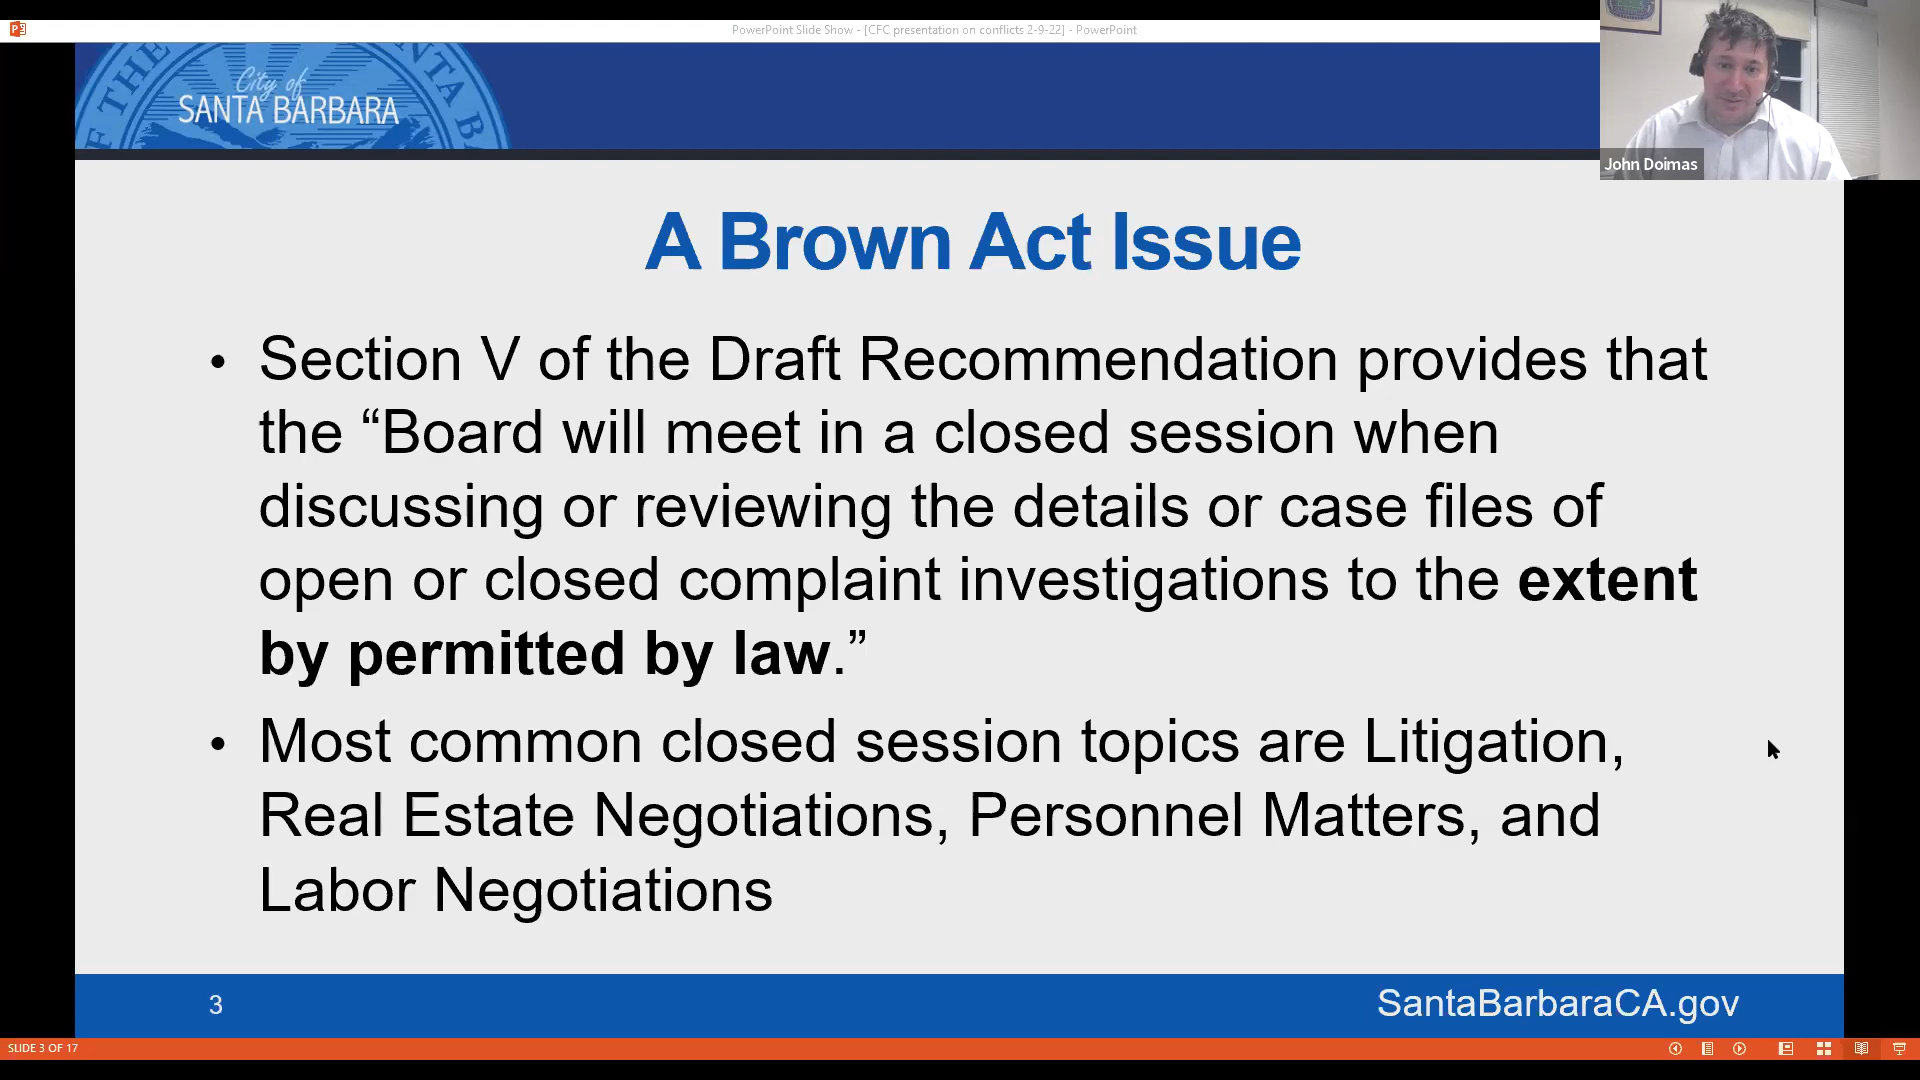 PowerPoint Slide Show - [CFC presentation on conflicts 2-9-22] - PowerPoint
City of
SANTA BARBARA
F THE
NTA B
John Doimas
A Brown Act Issue
• Section V of the Draft Recommendation provides that
the “Board will meet in a closed session when
discussing or reviewing the details or case files of
open or closed complaint investigations to the extent
by permitted by law.”
• Most common closed session topics are Litigation,
Real Estate Negotiations, Personnel Matters, and
Labor Negotiations
3
SantaBarbaraCA.gov
SLIDE 3 OF 17